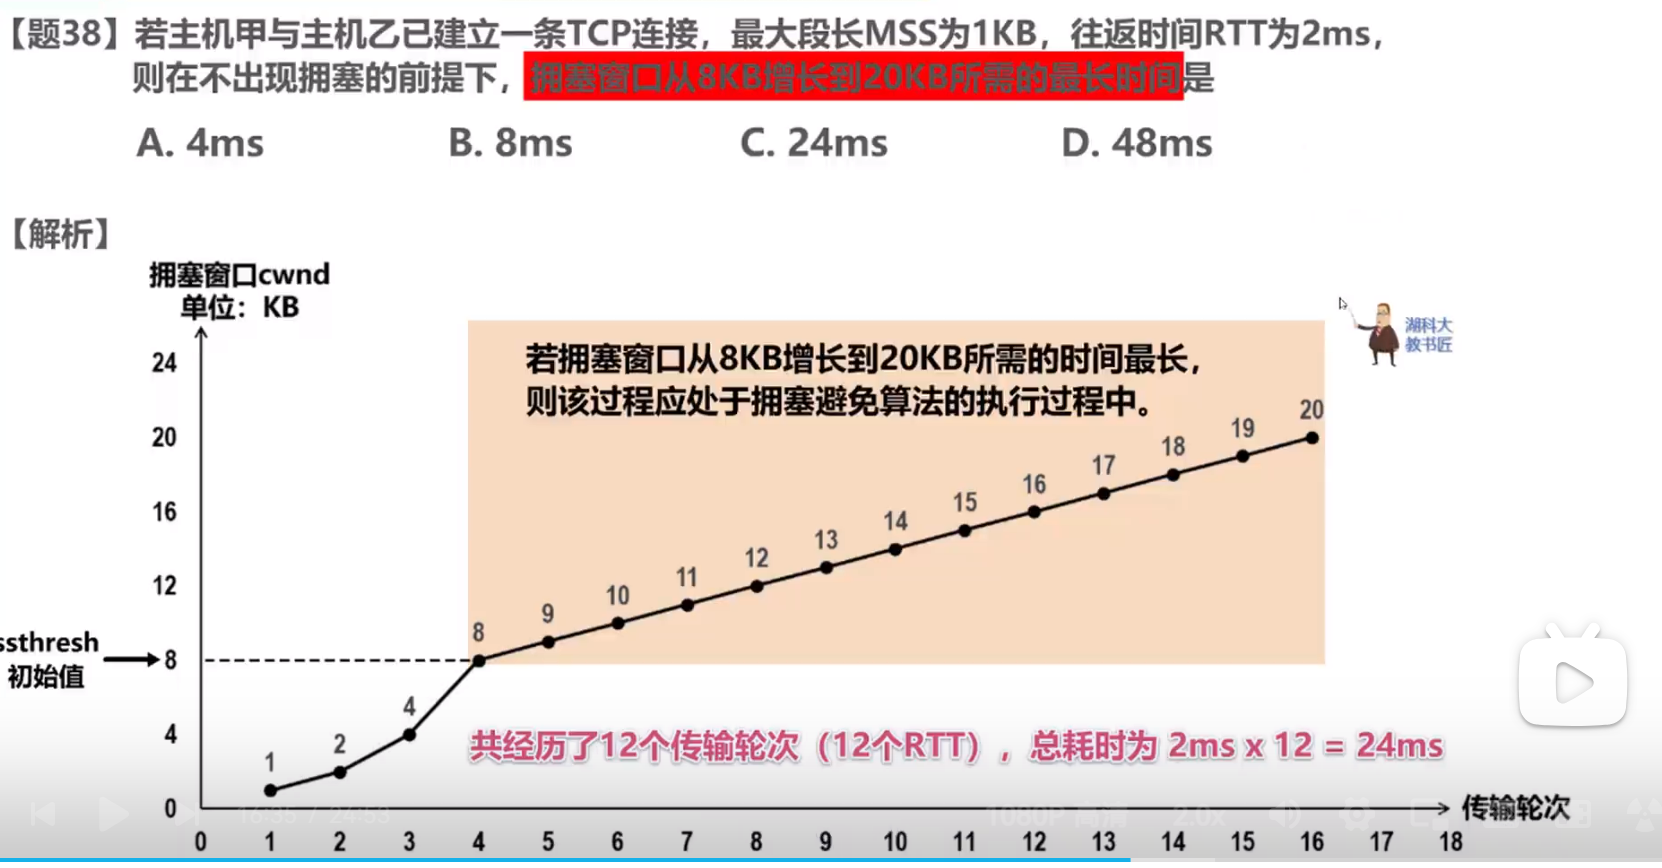 【题38】若主机甲与主机乙已建立一条TCP连接，最大段长MSS为1KB，往返时间RTT为2ms，
则在不出现拥塞的前提下，拥塞窗口从8KB增长到20KB所需的最长时间是
A. 4ms B. 8ms C. 24ms D. 48ms
【解析】
拥塞窗口cwnd
单位：KB
湖科大
教书匠
若拥塞窗口从8KB增长到20KB所需的时间最长，
则该过程应处于拥塞避免算法的执行过程中。
24
20
16
12
8
4
0
ssthresh
初始值
1 2 4 8 9 10 11 12 13 14 15 16 17 18 19 20
共经历了12个传输轮次（12个RTT），总耗时为 2ms x 12 = 24ms
传输轮次
16:35 / 24:53
1080P 高清 2.0x
0 1 2 3 4 5 6 7 8 9 10 11 12 13 14 15 16 17 18